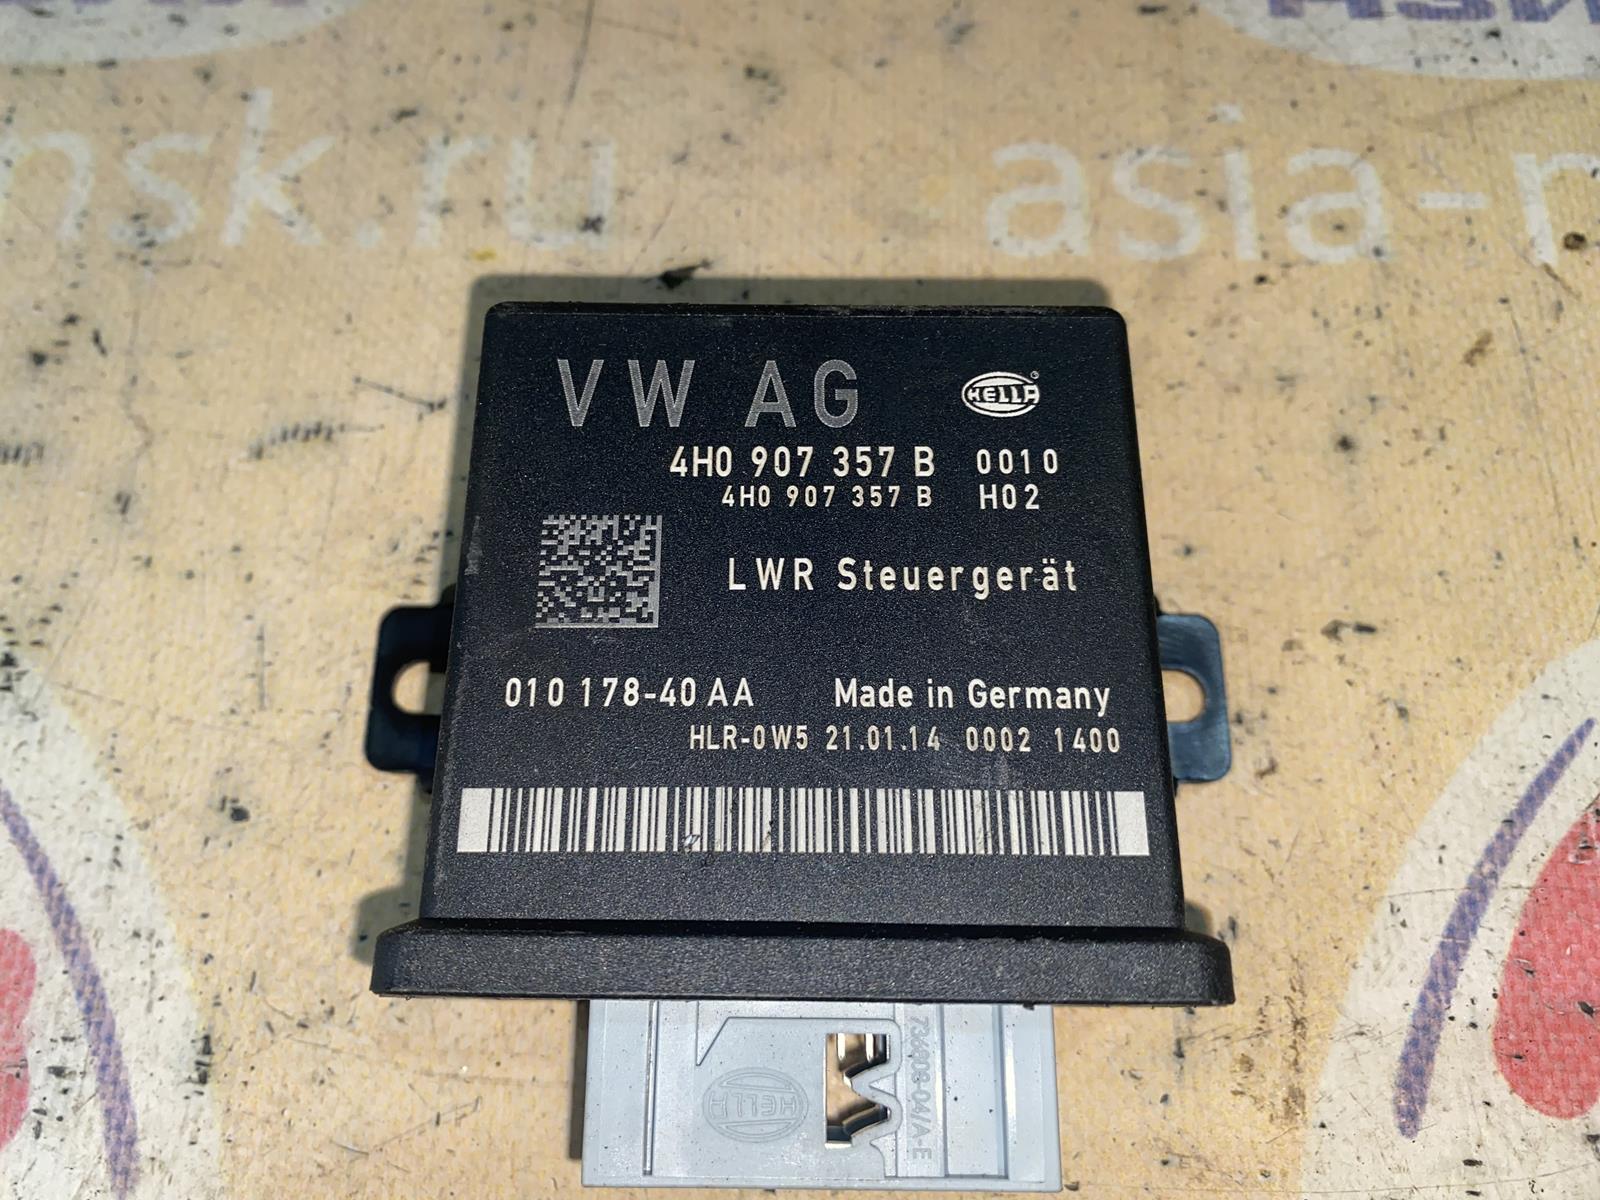 nsk.ru
asia-n
VW AG
HELLA
4H0 907 357 B 0010
4H0 907 357 B H02
LWR Steuergerät
010 178-40 AA Made in Germany
HLR-0W5 21.01.14 0002 1400
HELLA